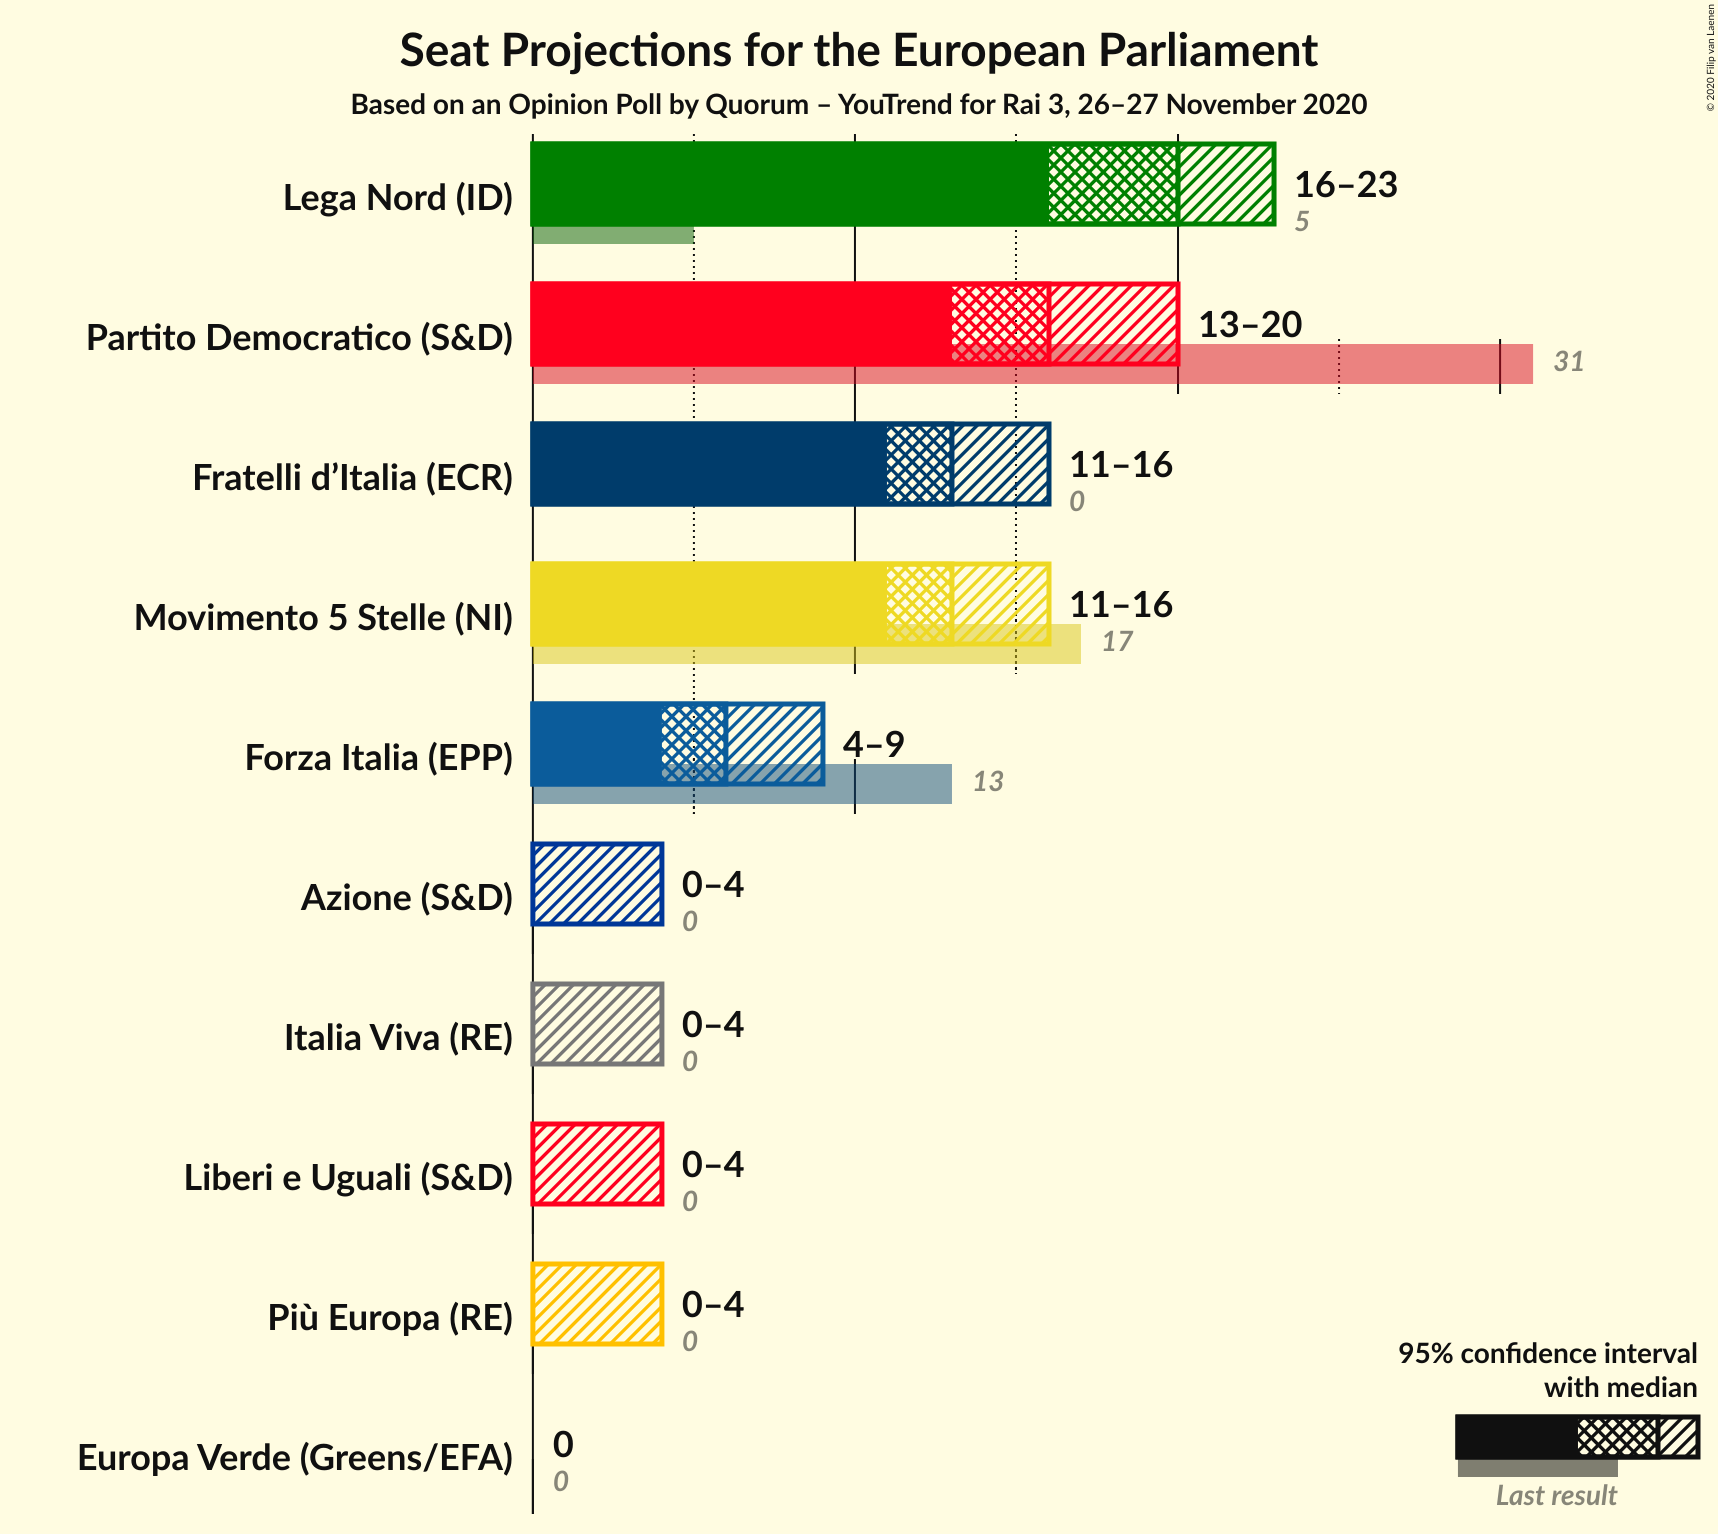 Seat Projections for the European Parliament
Based on an Opinion Poll by Quorum – YouTrend for Rai 3, 26–27 November 2020
© 2020 Filip van Laenen
Lega Nord (ID)
16–23
5
Partito Democratico (S&D)
13–20
31
Fratelli d’Italia (ECR)
11–16
0
Movimento 5 Stelle (NI)
11–16
17
Forza Italia (EPP)
4–9
13
Azione (S&D)
0–4
0
Italia Viva (RE)
0–4
0
Liberi e Uguali (S&D)
0–4
0
Più Europa (RE)
0–4
0
Europa Verde (Greens/EFA)
0
0
95% confidence interval
with median
Last result